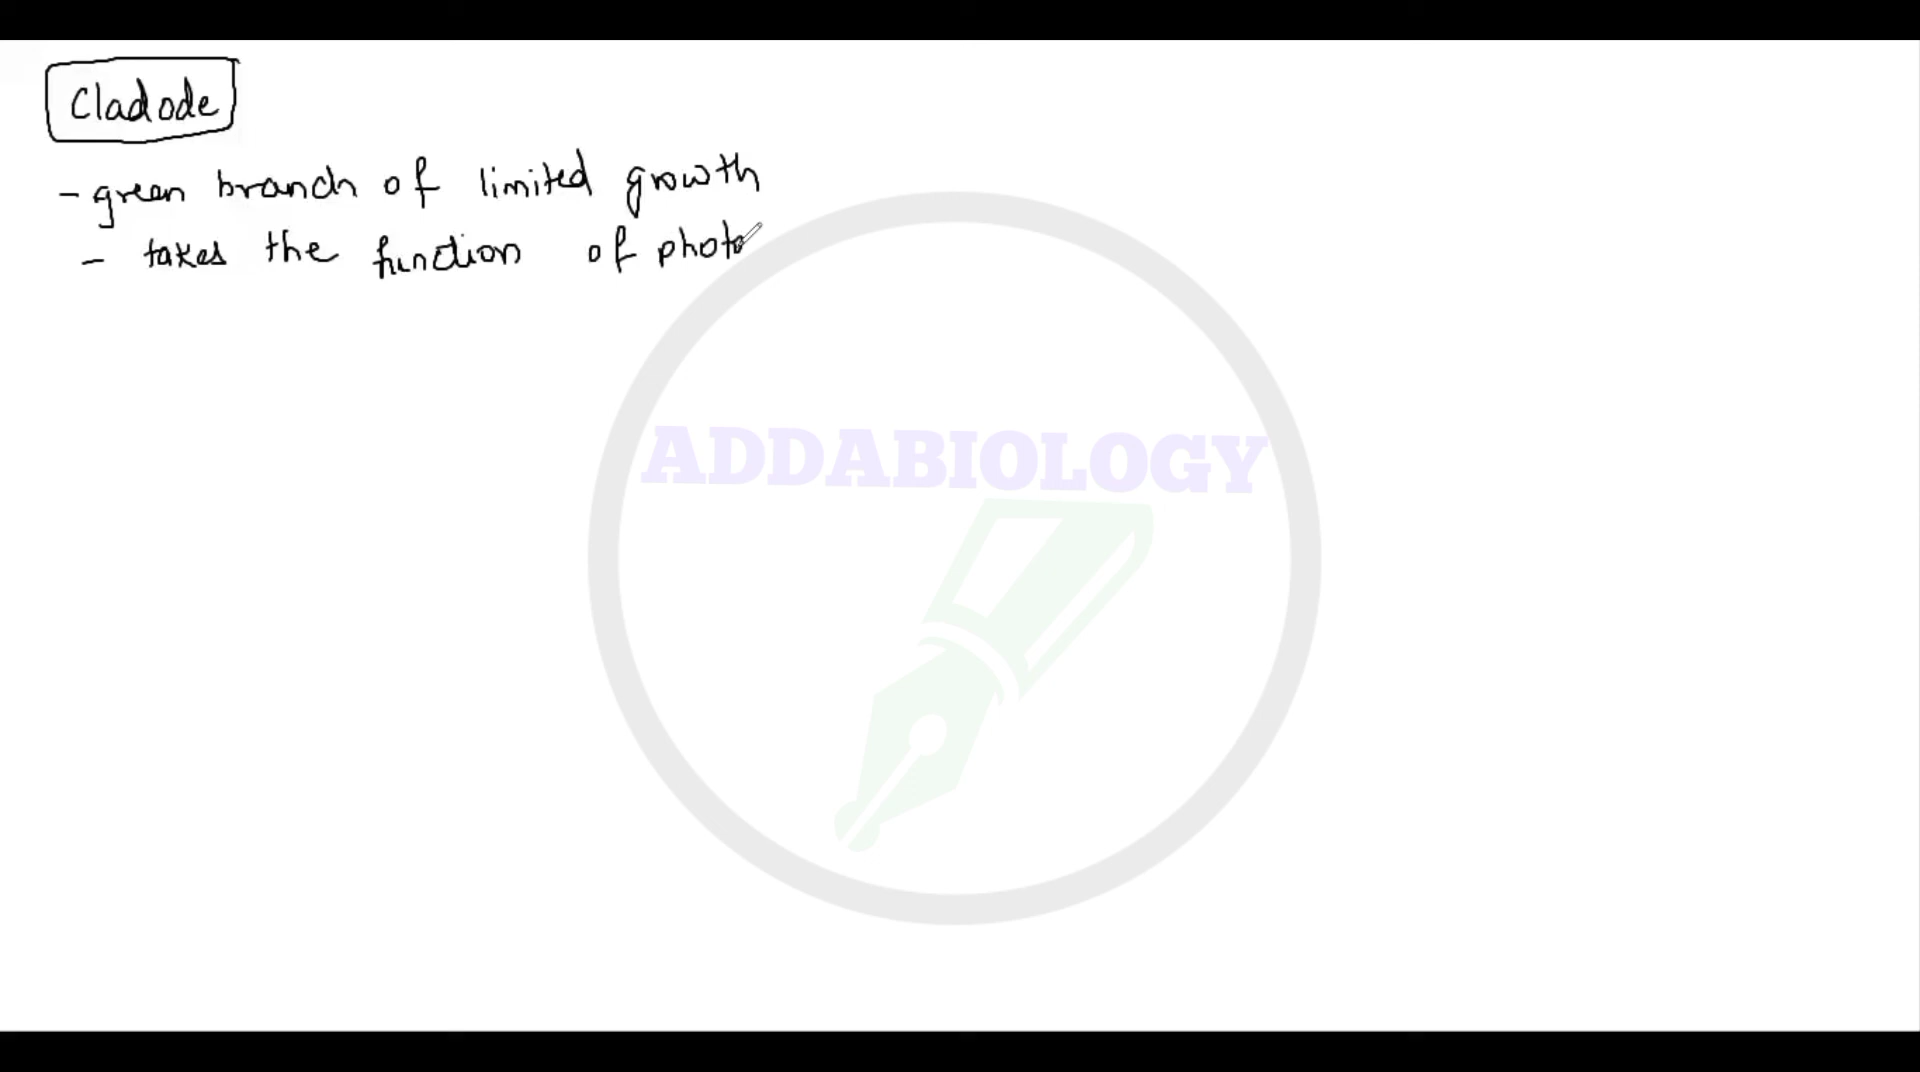 Cladode
- green branch of limited growth
- takes the function of photo
ADDABIOLOGY